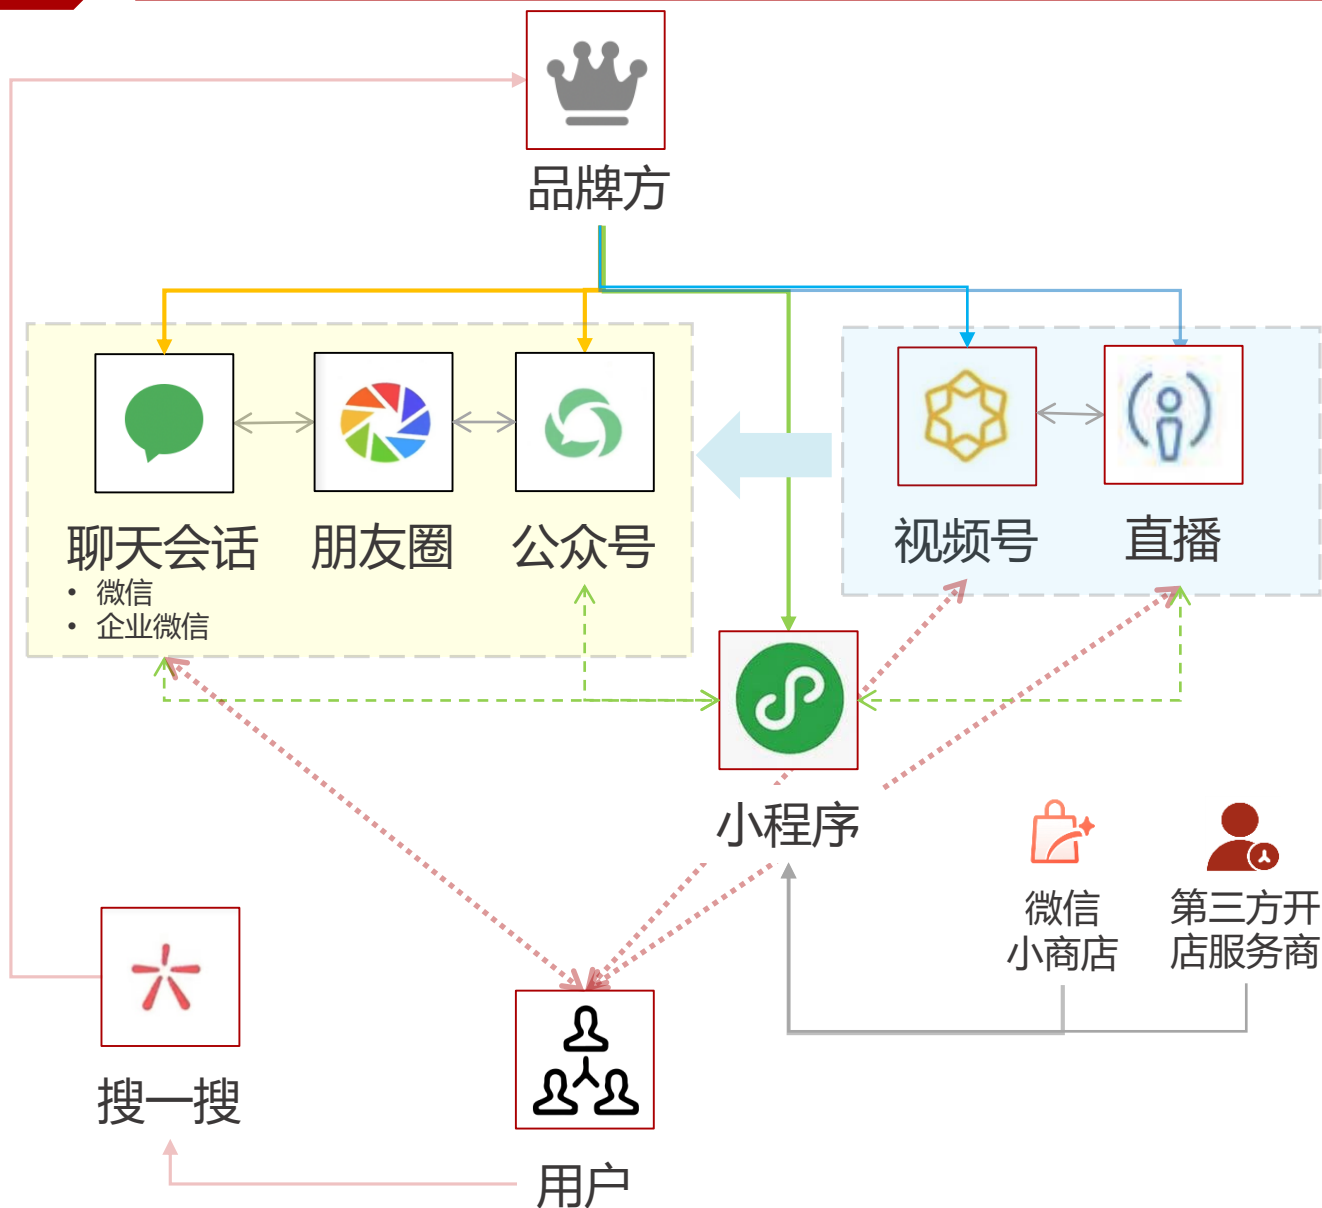 品牌方
聊天会话
• 微信
• 企业微信
朋友圈
公众号
视频号
直播
小程序
微信
小商店
第三方开
店服务商
搜一搜
用户